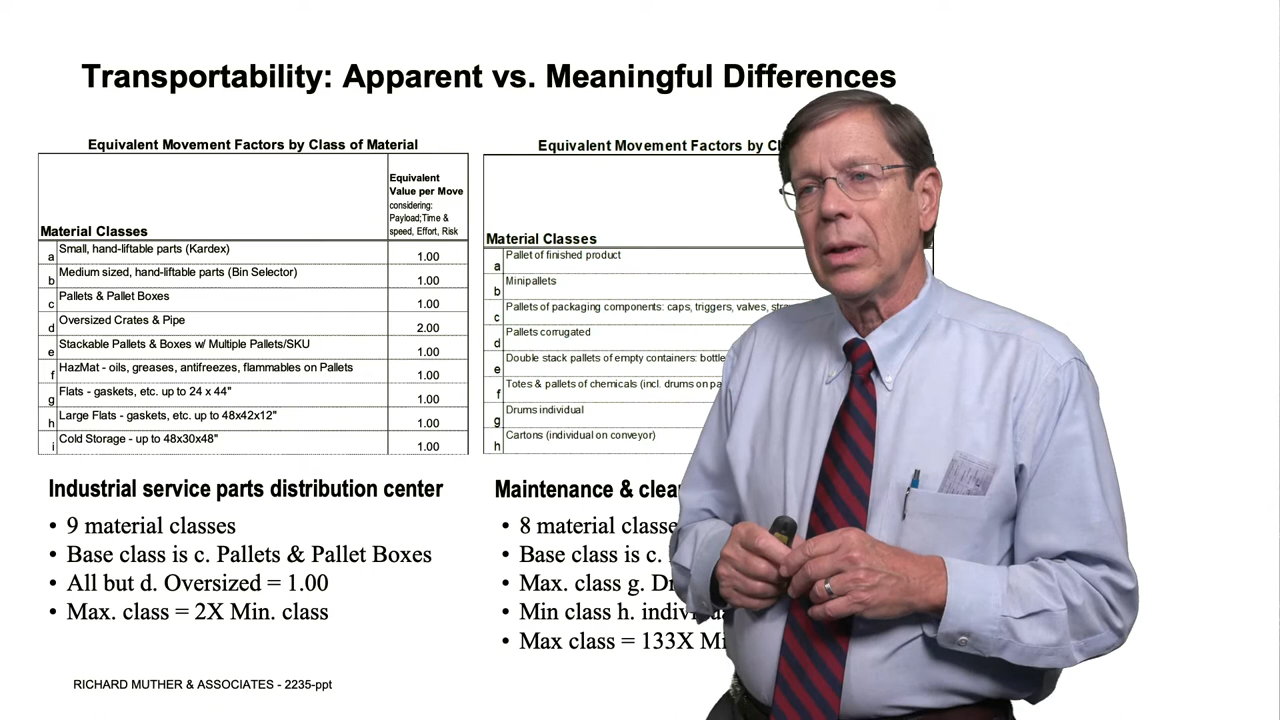 Transportability: Apparent vs. Meaningful Differences
Equivalent Movement Factors by Class of Material
Equivalent
Value per Move
considering:
Payload;Time &
speed, Effort, Risk
Material Classes
a Small, hand-liftable parts (Kardex) 1.00
b Medium sized, hand-liftable parts (Bin Selector) 1.00
c Pallets & Pallet Boxes 1.00
d Oversized Crates & Pipe 2.00
e Stackable Pallets & Boxes w/ Multiple Pallets/SKU 1.00
f HazMat - oils, greases, antifreezes, flammables on Pallets 1.00
g Flats - gaskets, etc. up to 24 x 44" 1.00
h Large Flats - gaskets, etc. up to 48x42x12" 1.00
i Cold Storage - up to 48x30x48" 1.00
Industrial service parts distribution center
• 9 material classes
• Base class is c. Pallets & Pallet Boxes
• All but d. Oversized = 1.00
• Max. class = 2X Min. class
Equivalent Movement Factors by
Material Classes
a Pallet of finished product
b Minipallets
c Pallets of packaging components: caps, triggers, valves,
d Pallets corrugated
e Double stack pallets of empty containers:
f Totes & pallets of chemicals (incl. drums on
g Drums individual
h Cartons (individual on conveyor)
Maintenance &
• 8 material
• Base class is c.
• Max. class g.
• Min class h.
• Max class = 133X
RICHARD MUTHER & ASSOCIATES - 2235-ppt